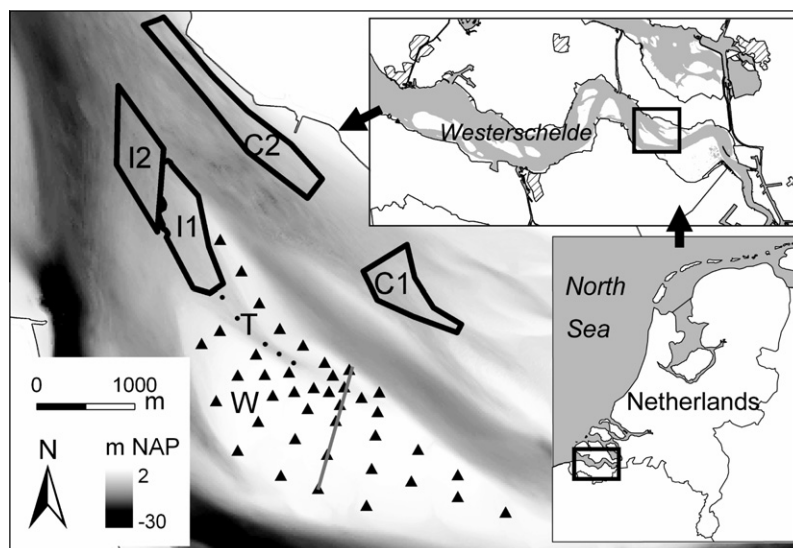 C2
I2
I1
C1
T
W
0 1000
m
N
m NAP
2
-30
Westerschelde
North
Sea
Netherlands